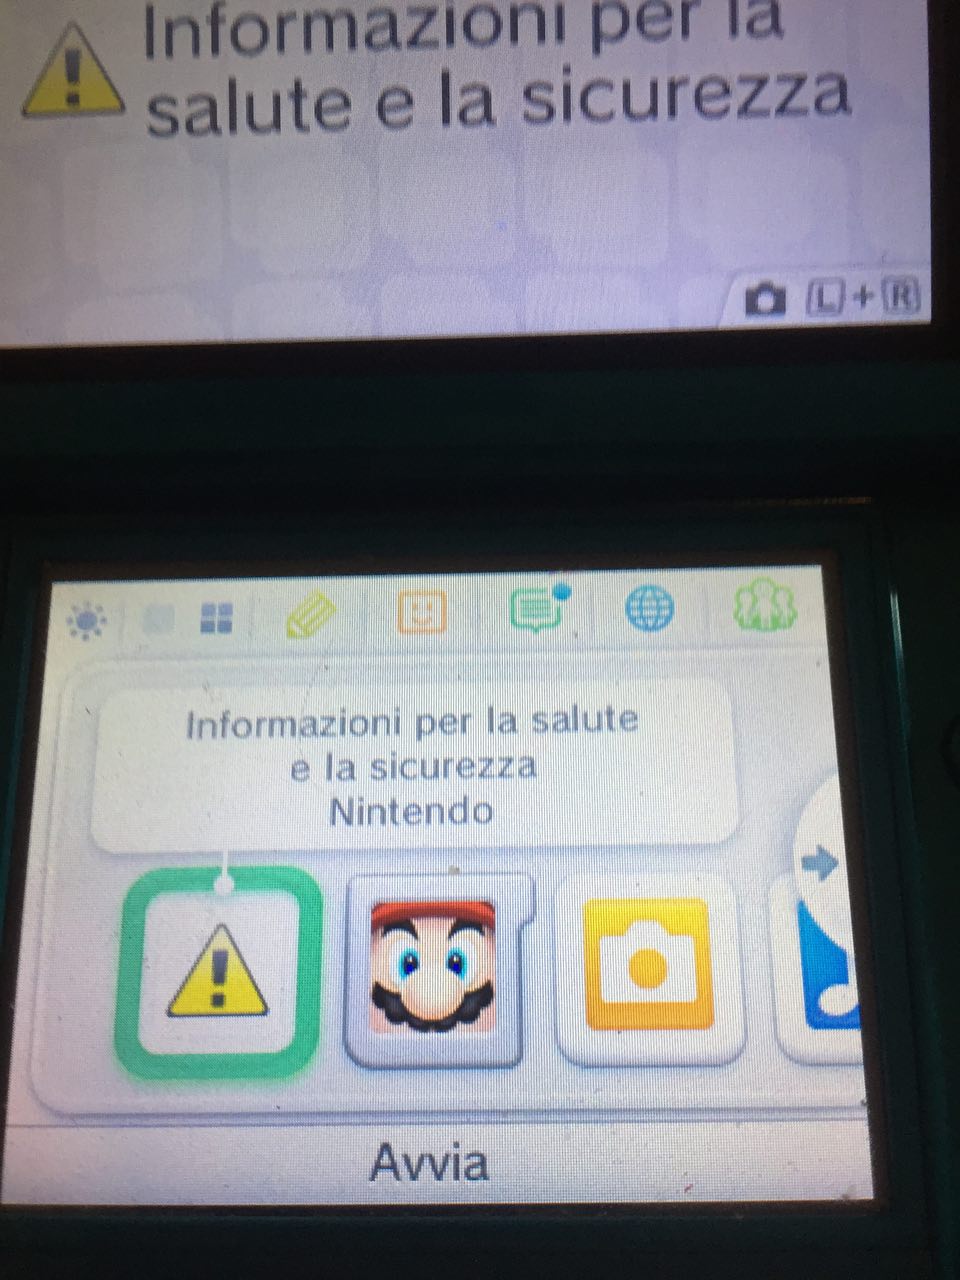 Informazioni per la
salute e la sicurezza
L + R
Informazioni per la salute
e la sicurezza
Nintendo
Avvia